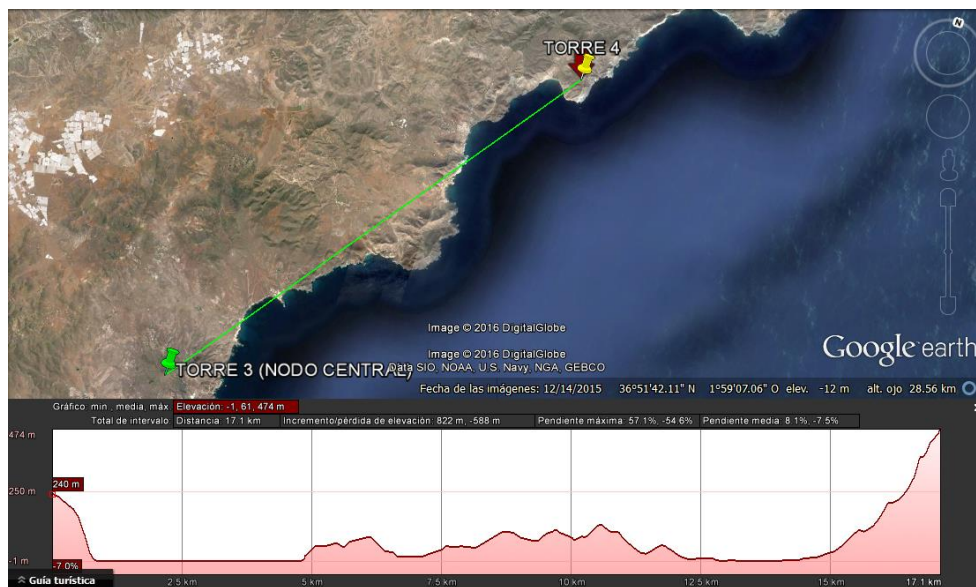 N
TORRE 4
Image © 2016 DigitalGlobe
Image © 2016 DigitalGlobe
TORRE 3 (NODO CENTRAL)
Data SIO, NOAA, U.S. Navy, NGA, GEBCO
Google earth
Fecha de las imágenes: 12/14/2015 36°51'42.11" N 1°59'07.06" O elev. -12 m alt. ojo 28.56 km
Gráfico: mín., media, máx. Elevación: -1, 61, 474 m
Total de intervalo Distancia: 17.1 km Incremento/pérdida de elevación: 822 m, -588 m Pendiente máxima: 57.1%, -54.6% Pendiente media: 8.1%, -7.5%
474 m
240 m
250 m
-1 m
-7.0%
2.5 km 5 km 7.5 km 10 km 12.5 km 15 km 17.1 km
Guía turística